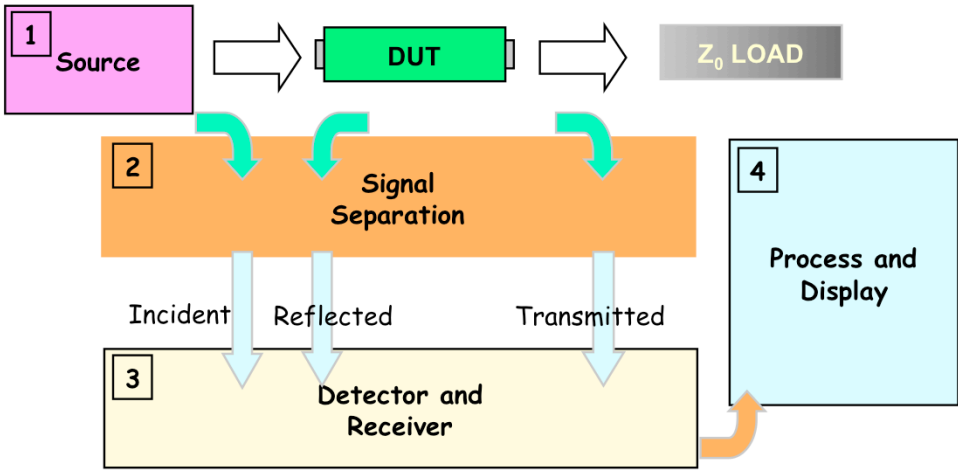 1
Source
DUT
Z₀ LOAD
2
Signal
Separation
4
Process and
Display
Incident
Reflected
Transmitted
3
Detector and
Receiver